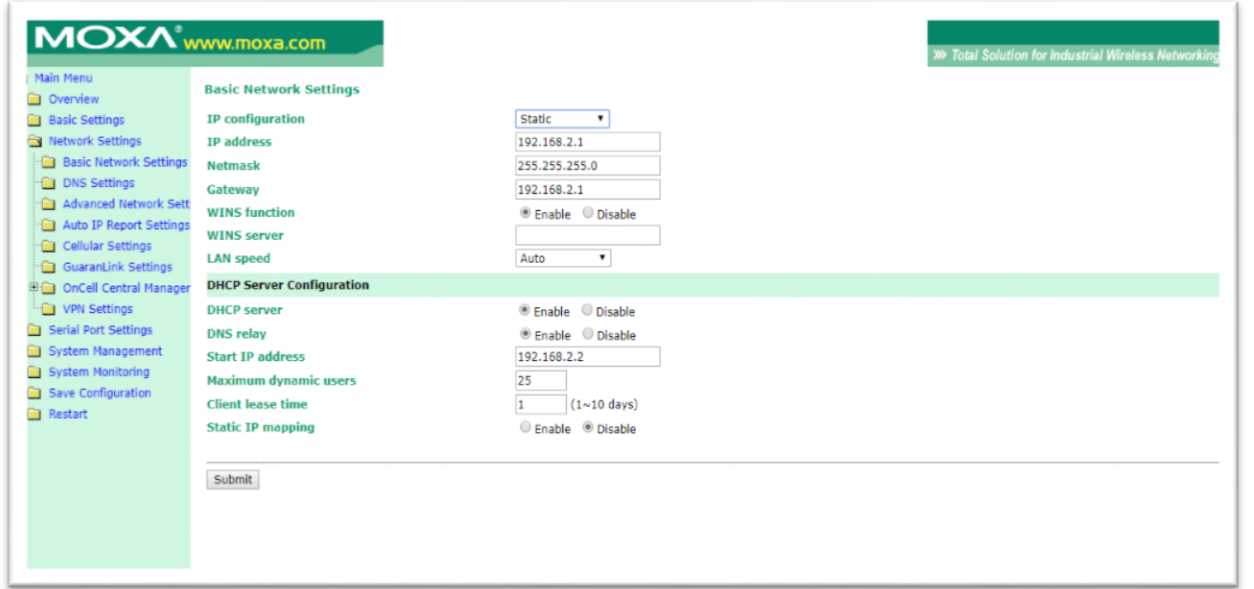 MOXA® www.moxa.com
Total Solution for Industrial Wireless Networking
Main Menu
Overview
Basic Settings
Network Settings
Basic Network Settings
DNS Settings
Advanced Network Sett
Auto IP Report Settings
Cellular Settings
GuaranLink Settings
OnCell Central Manager
VPN Settings
Serial Port Settings
System Management
System Monitoring
Save Configuration
Restart
Basic Network Settings
IP configuration Static
IP address 192.168.2.1
Netmask 255.255.255.0
Gateway 192.168.2.1
WINS function Enable Disable
WINS server
LAN speed Auto
DHCP Server Configuration
DHCP server Enable Disable
DNS relay Enable Disable
Start IP address 192.168.2.2
Maximum dynamic users 25
Client lease time 1 (1~10 days)
Static IP mapping Enable Disable
Submit